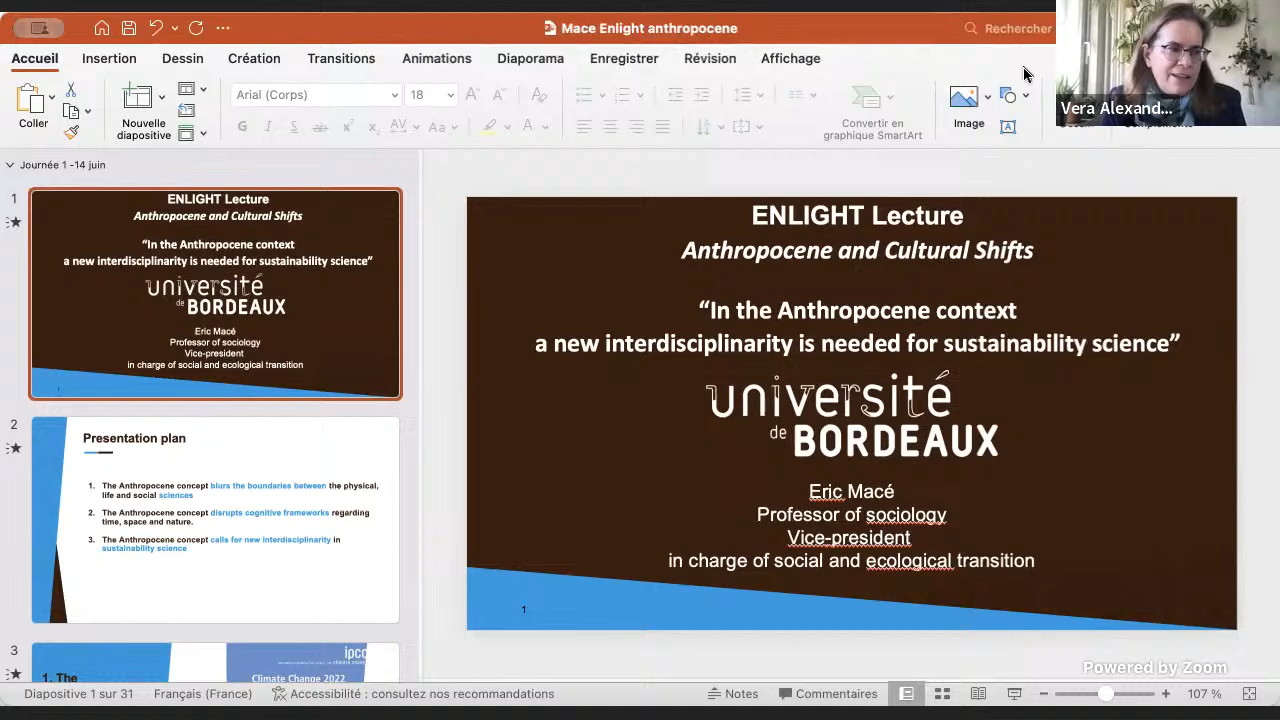 Mace Enlight anthropocene
Rechercher
Accueil Insertion Dessin Création Transitions Animations Diaporama Enregistrer Révision Affichage
Vera Alexand...
Coller
Nouvelle
diapositive
Arial (Corps) 18
Convertir en
graphique SmartArt
Image
Journée 1 -14 juin
1
ENLIGHT Lecture
Anthropocene and Cultural Shifts
“In the Anthropocene context
a new interdisciplinarity is needed for sustainability science”
université
de BORDEAUX
Eric Macé
Professor of sociology
Vice-president
in charge of social and ecological transition
1
2
Presentation plan
1. The Anthropocene concept blurs the boundaries between the physical,
life and social sciences
2. The Anthropocene concept disrupts cognitive frameworks regarding
time, space and nature.
3. The Anthropocene concept calls for new interdisciplinarity in
sustainability science
3
1. The
ipcc
Climate Change 2022
ENLIGHT Lecture
Anthropocene and Cultural Shifts
“In the Anthropocene context
a new interdisciplinarity is needed for sustainability science”
université
de BORDEAUX
Eric Macé
Professor of sociology
Vice-president
in charge of social and ecological transition
1
Powered by Zoom
Diapositive 1 sur 31 Français (France) Accessibilité : consultez nos recommandations Notes Commentaires 107 %